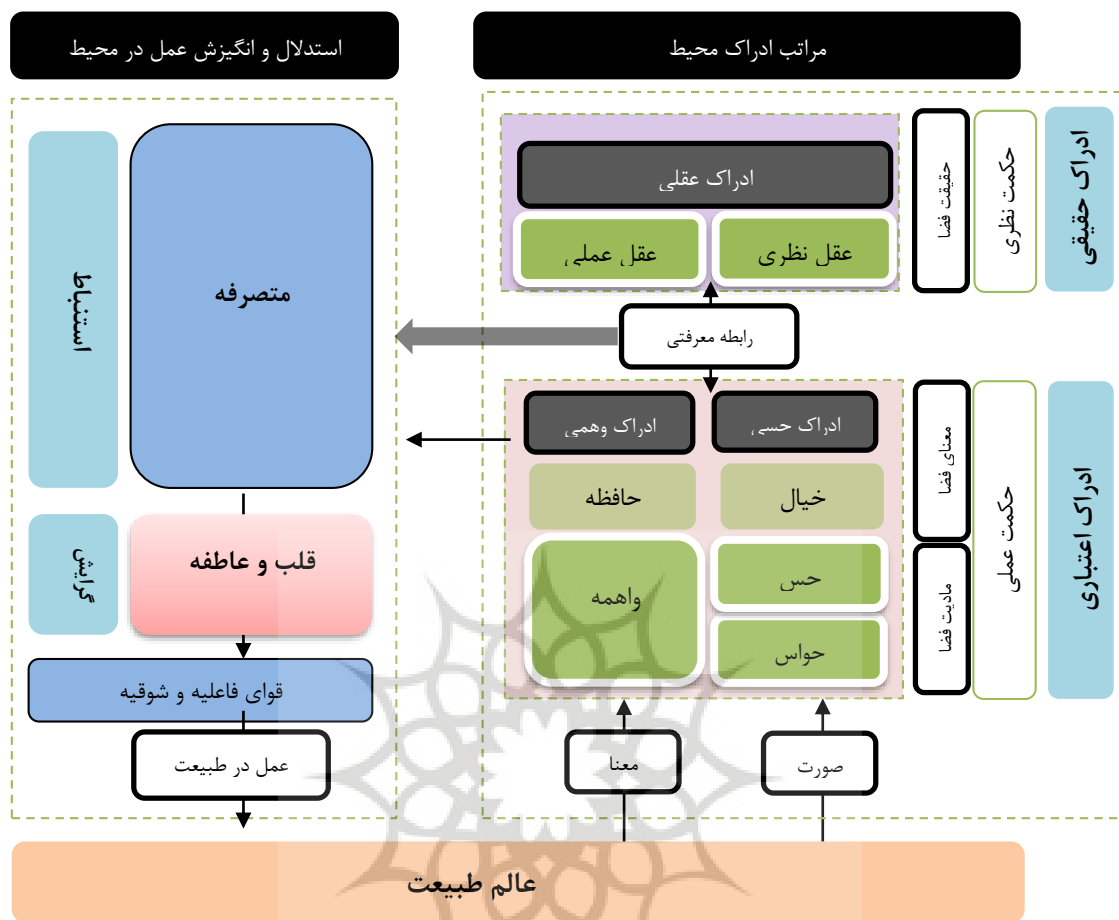 مراتب ادراک محیط
استدلال و انگیزش عمل در محیط
ادراک حقیقی
حکمت نظری
حقیقت فضا
ادراک عقلی
عقل نظری
عقل عملی
رابطه معرفتی
ادراک اعتباری
حکمت عملی
معنای فضا
مادیت فضا
ادراک حسی
ادراک وهمی
خیال
حافظه
حس
واهمه
حواس
صورت
معنا
استنباط
متصرفه
گرایش
قلب و عاطفه
قوای فاعلیه و شوقیه
عمل در طبیعت
عالم طبیعت